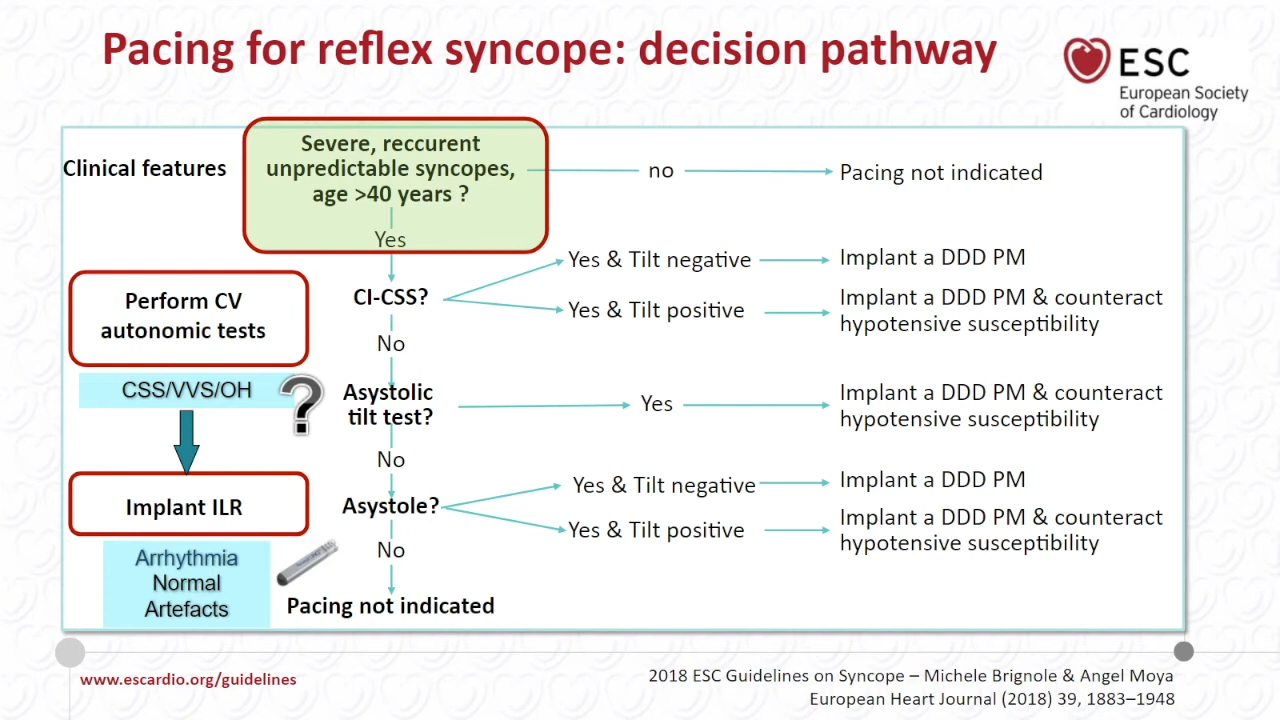 Pacing for reflex syncope: decision pathway
ESC
European Society
of Cardiology
Clinical features
Severe, reccurent
unpredictable syncopes,
age >40 years ?
no
Pacing not indicated
Yes
Perform CV
autonomic tests
CI-CSS?
Yes & Tilt negative
Implant a DDD PM
Yes & Tilt positive
Implant a DDD PM & counteract
hypotensive susceptibility
No
CSS/VVS/OH
?
Asystolic
tilt test?
Yes
Implant a DDD PM & counteract
hypotensive susceptibility
No
Implant ILR
Asystole?
Yes & Tilt negative
Implant a DDD PM
Yes & Tilt positive
Implant a DDD PM & counteract
hypotensive susceptibility
No
Arrhythmia
Normal
Artefacts
Pacing not indicated
www.escardio.org/guidelines
2018 ESC Guidelines on Syncope – Michele Brignole & Angel Moya
European Heart Journal (2018) 39, 1883–1948